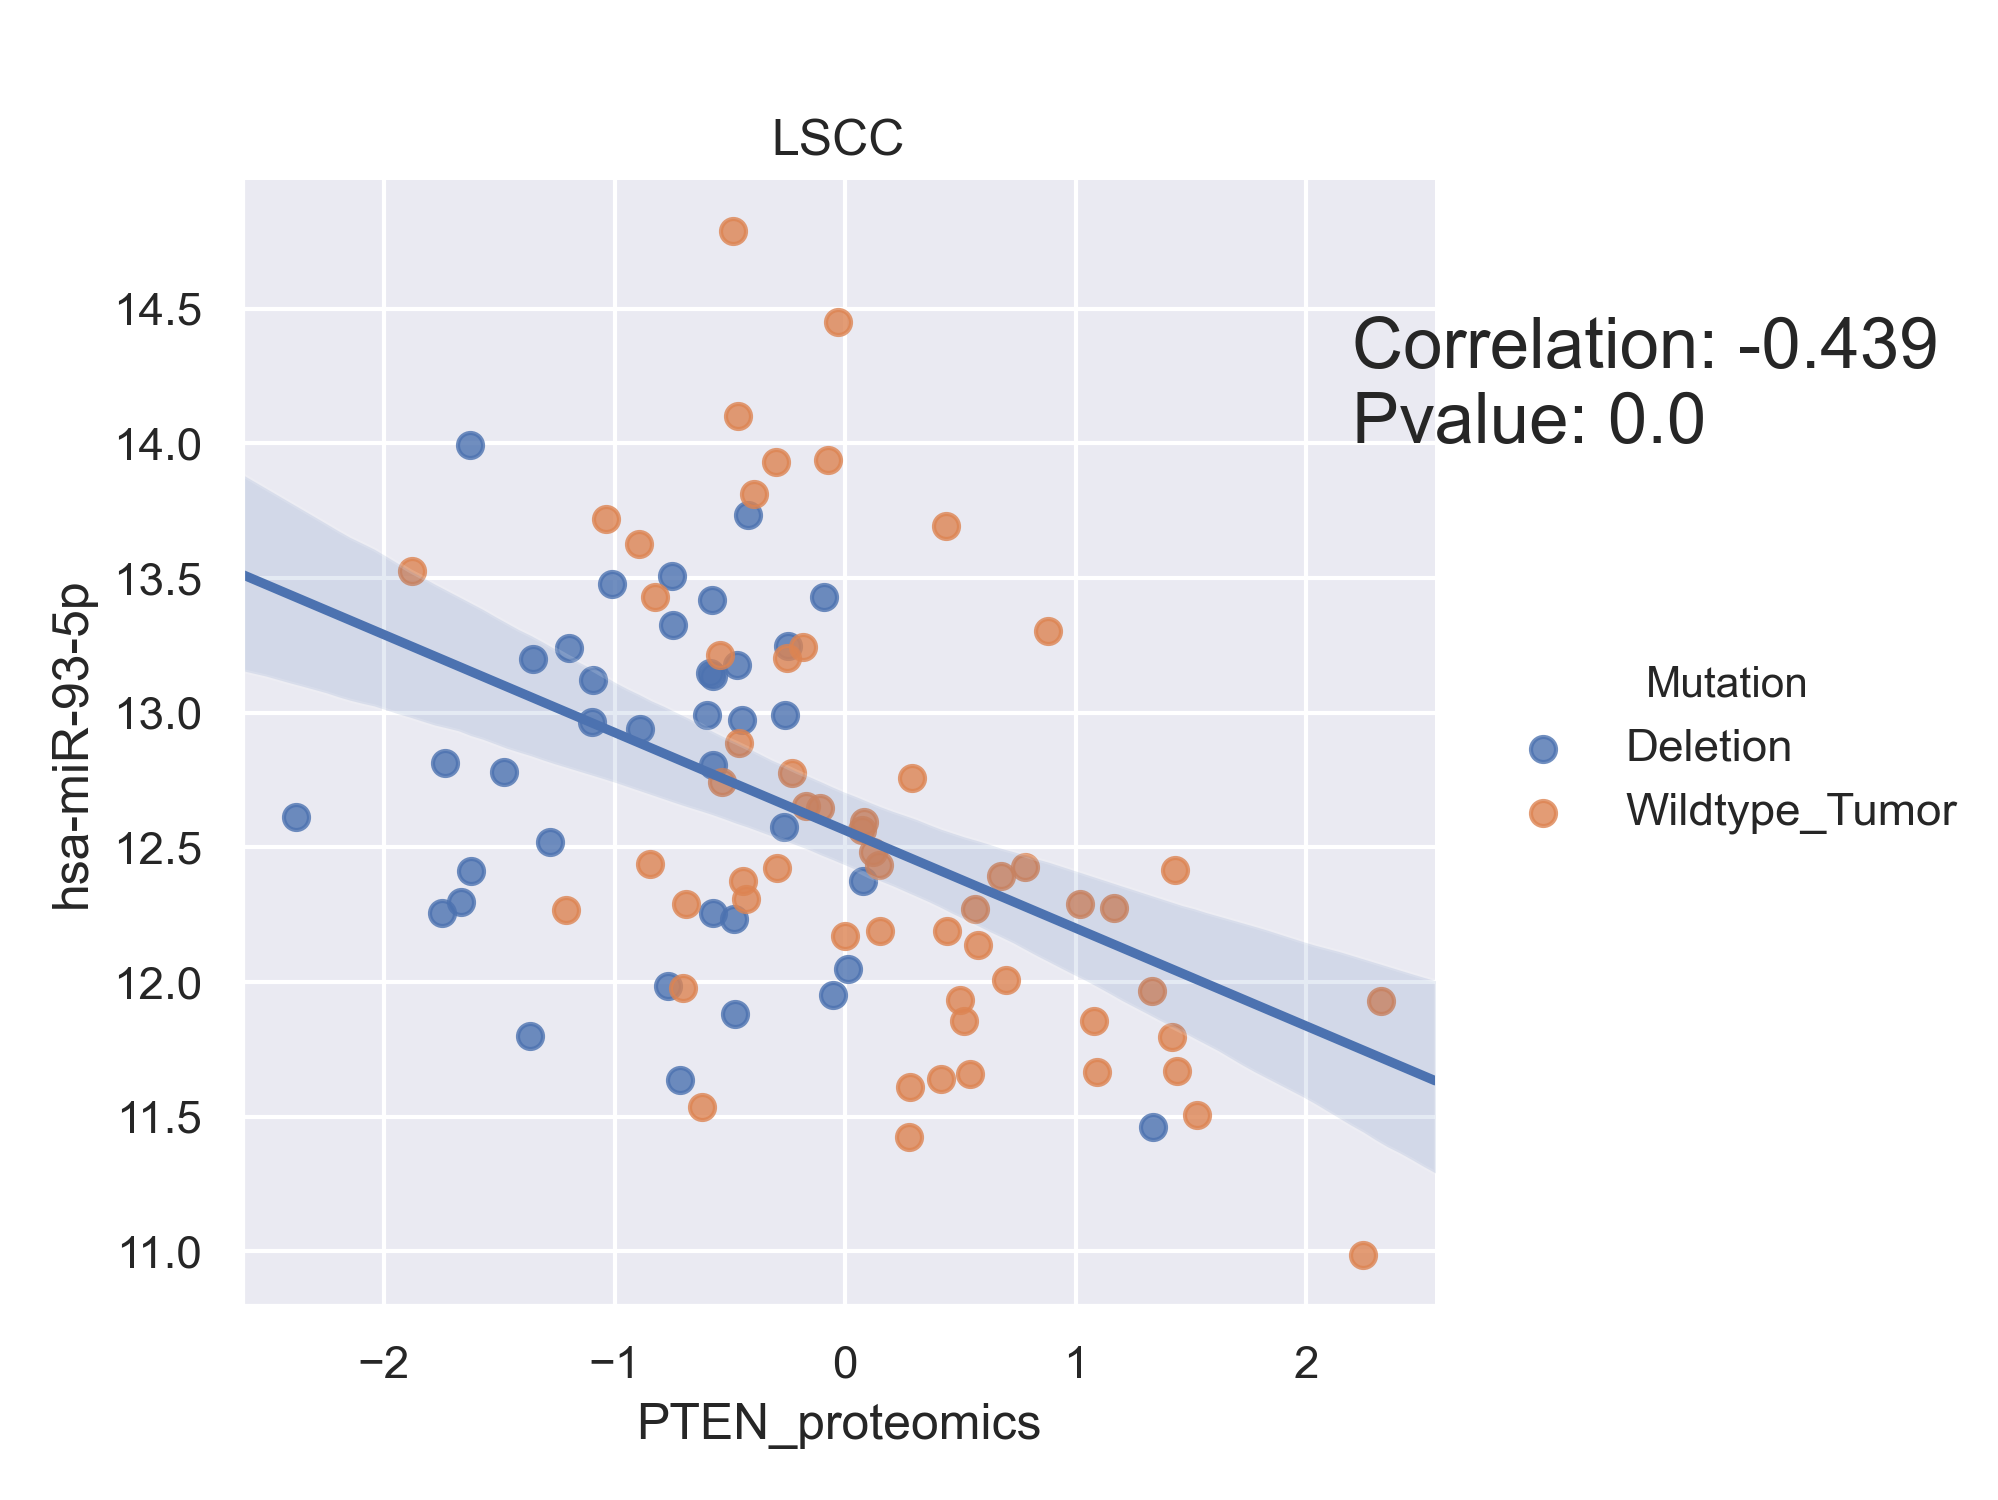 LSCC
14.5
14.0
13.5
13.0
12.5
12.0
11.5
11.0
hsa-miR-93-5p
−2
−1
0
1
2
PTEN_proteomics
Correlation: -0.439
Pvalue: 0.0
Mutation
Deletion
Wildtype_Tumor